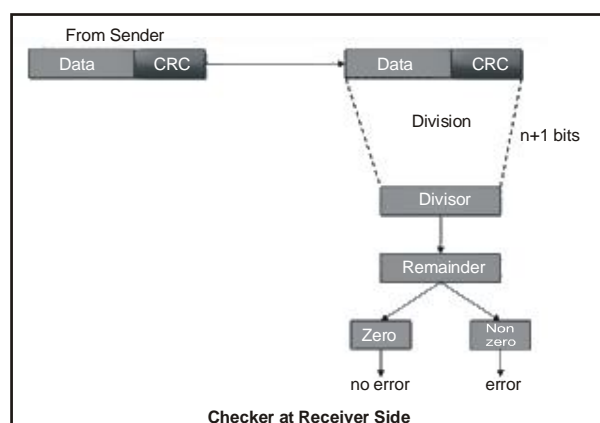 From Sender
Data CRC Data CRC
Division
n+1 bits
Divisor
Remainder
Zero Non
zero
no error error
Checker at Receiver Side